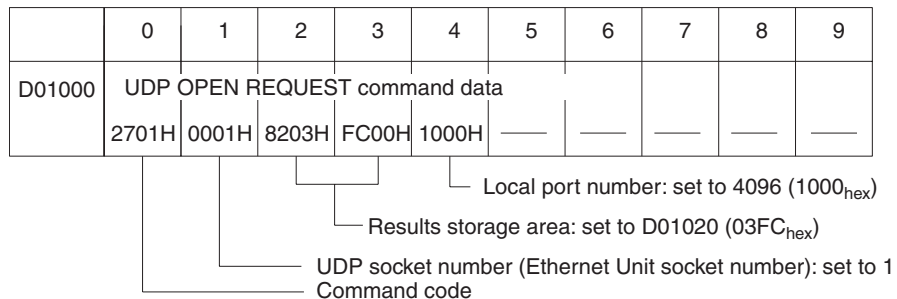 0 1 2 3 4 5 6 7 8 9
D01000 UDP OPEN REQUEST command data
2701H 0001H 8203H FC00H 1000H — — — — —
Local port number: set to 4096 (1000hex)
Results storage area: set to D01020 (03FChex)
UDP socket number (Ethernet Unit socket number): set to 1
Command code